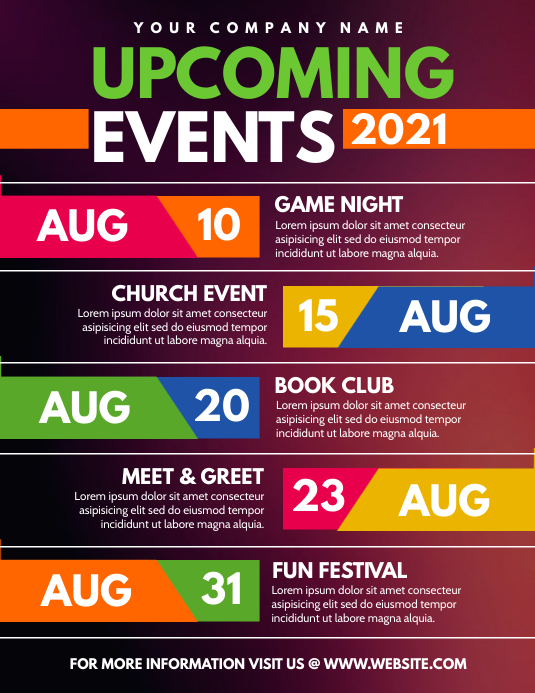 YOUR COMPANY NAME
UPCOMING
EVENTS 2021
AUG 10
GAME NIGHT
Lorem ipsum dolor sit amet consecteur
asipisicing elit sed do eiusmod tempor
incididunt ut labore magna alquia.
CHURCH EVENT
Lorem ipsum dolor sit amet consecteur
asipisicing elit sed do eiusmod tempor
incididunt ut labore magna alquia.
15 AUG
AUG 20
BOOK CLUB
Lorem ipsum dolor sit amet consecteur
asipisicing elit sed do eiusmod tempor
incididunt ut labore magna alquia.
MEET & GREET
Lorem ipsum dolor sit amet consecteur
asipisicing elit sed do eiusmod tempor
incididunt ut labore magna alquia.
23 AUG
AUG 31
FUN FESTIVAL
Lorem ipsum dolor sit amet consecteur
asipisicing elit sed do eiusmod tempor
incididunt ut labore magna alquia.
FOR MORE INFORMATION VISIT US @ WWW.WEBSITE.COM